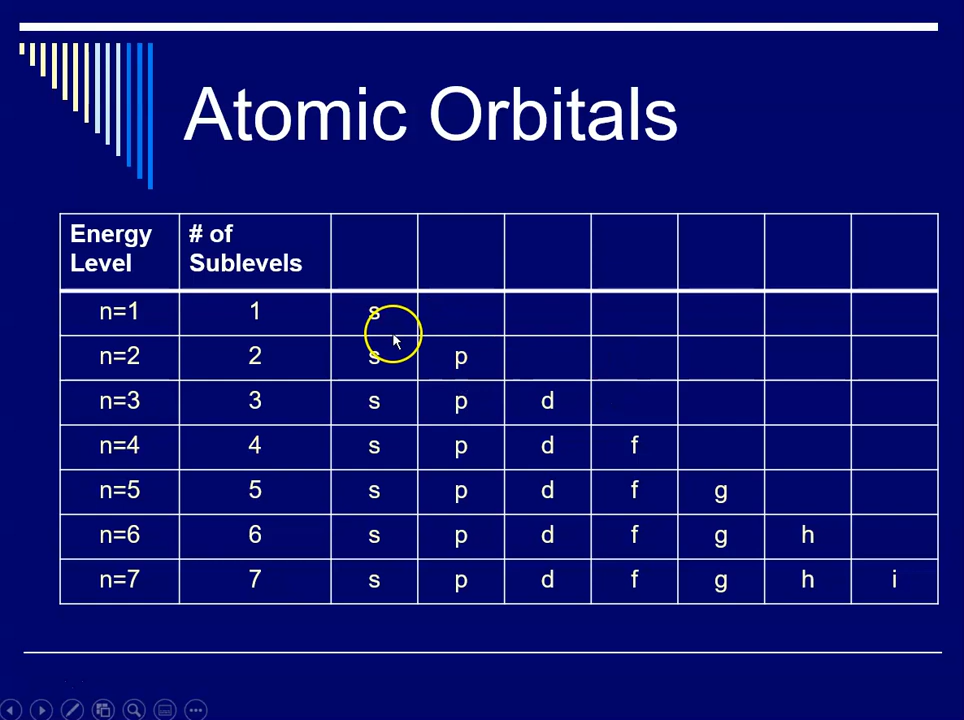 Atomic Orbitals
Energy Level # of Sublevels
n=1 1 s
n=2 2 s p
n=3 3 s p d
n=4 4 s p d f
n=5 5 s p d f g
n=6 6 s p d f g h
n=7 7 s p d f g h i